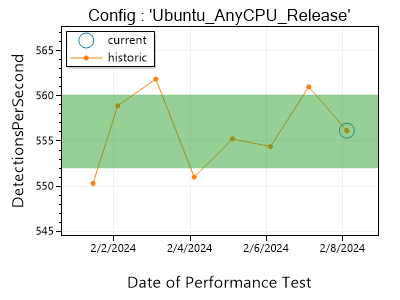 Config : 'Ubuntu_AnyCPU_Release'
current
historic
DetectionsPerSecond
565
560
555
550
545
2/2/2024
2/4/2024
2/6/2024
2/8/2024
Date of Performance Test